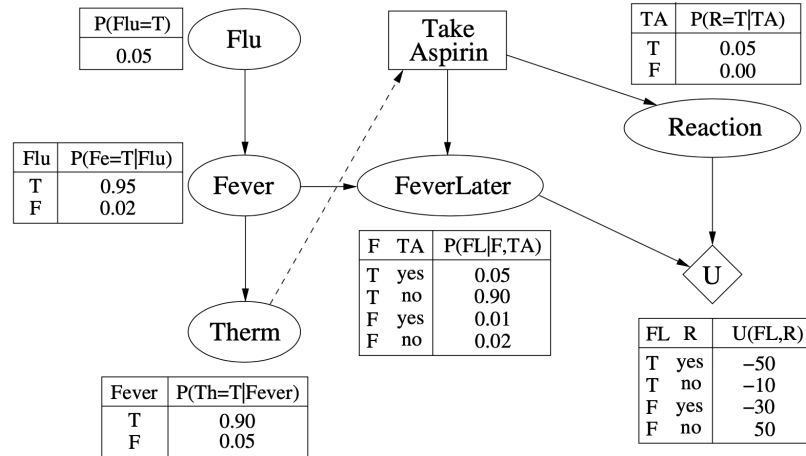 P(Flu=T)
0.05
Flu
Take
Aspirin
TA P(R=T|TA)
T 0.05
F 0.00
Reaction
Flu P(Fe=T|Flu)
T 0.95
F 0.02
Fever
FeverLater
F TA P(FL|F,TA)
T yes 0.05
T no 0.90
F yes 0.01
F no 0.02
U
Therm
FL R U(FL,R)
T yes −50
T no −10
F yes −30
F no 50
Fever P(Th=T|Fever)
T 0.90
F 0.05